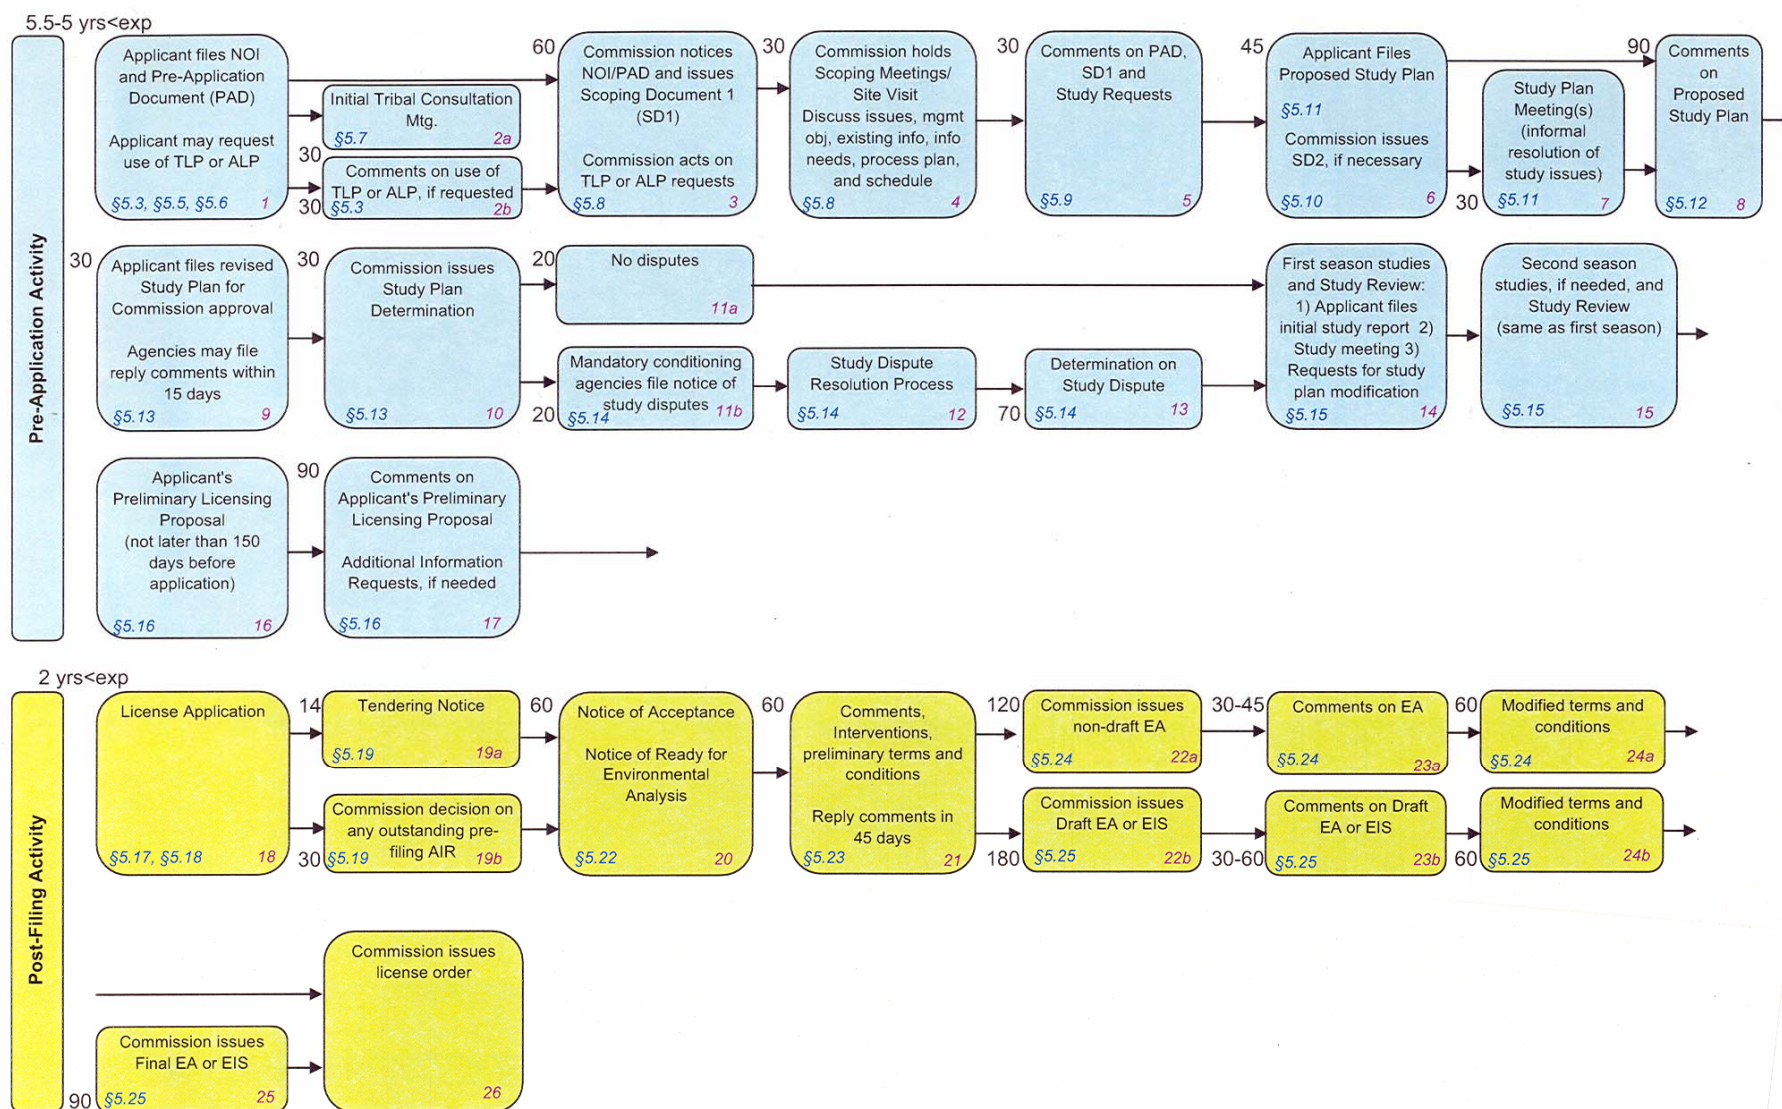 5.5-5 yrs<exp
Pre-Application Activity
Applicant files NOI
and Pre-Application
Document (PAD)
Applicant may request
use of TLP or ALP
§5.3, §5.5, §5.6 1
Initial Tribal Consultation
Mtg.
§5.7 2a
30
Comments on use of
TLP or ALP, if requested
30 §5.3 2b
60
Commission notices
NOI/PAD and issues
Scoping Document 1
(SD1)
Commission acts on
TLP or ALP requests
§5.8 3
30
Commission holds
Scoping Meetings/
Site Visit
Discuss issues, mgmt
obj, existing info, info
needs, process plan,
and schedule
§5.8 4
30
Comments on PAD,
SD1 and
Study Requests
§5.9 5
45
Applicant Files
Proposed Study Plan
§5.11
Commission issues
SD2, if necessary
§5.10 6
Study Plan
Meeting(s)
(informal
resolution of
study issues)
30 §5.11 7
90
Comments
on
Proposed
Study Plan
§5.12 8
30
Applicant files revised
Study Plan for
Commission approval
Agencies may file
reply comments within
15 days
§5.13 9
30
Commission issues
Study Plan
Determination
§5.13 10
20
No disputes
11a
Mandatory conditioning
agencies file notice of
study disputes
20 §5.14 11b
Study Dispute
Resolution Process
§5.14 12
Determination on
Study Dispute
70 §5.14 13
First season studies
and Study Review:
1) Applicant files
initial study report 2)
Study meeting 3)
Requests for study
plan modification
§5.15 14
Second season
studies, if needed, and
Study Review
(same as first season)
§5.15 15
Applicant's
Preliminary Licensing
Proposal
(not later than 150
days before
application)
§5.16 16
90
Comments on
Applicant's Preliminary
Licensing Proposal
Additional Information
Requests, if needed
§5.16 17
2 yrs<exp
Post-Filing Activity
License Application
§5.17, §5.18 18
14
Tendering Notice
§5.19 19a
Commission decision on
any outstanding pre-
filing AIR
30 §5.19 19b
60
Notice of Acceptance
Notice of Ready for
Environmental
Analysis
§5.22 20
60
Comments,
Interventions,
preliminary terms and
conditions
Reply comments in
45 days
§5.23 21
120
Commission issues
non-draft EA
§5.24 22a
Commission issues
Draft EA or EIS
180 §5.25 22b
30-45
Comments on EA
§5.24 23a
Comments on Draft
EA or EIS
30-60 §5.25 23b
60
Modified terms and
conditions
§5.24 24a
Modified terms and
conditions
60 §5.25 24b
Commission issues
Final EA or EIS
90 §5.25 25
Commission issues
license order
26